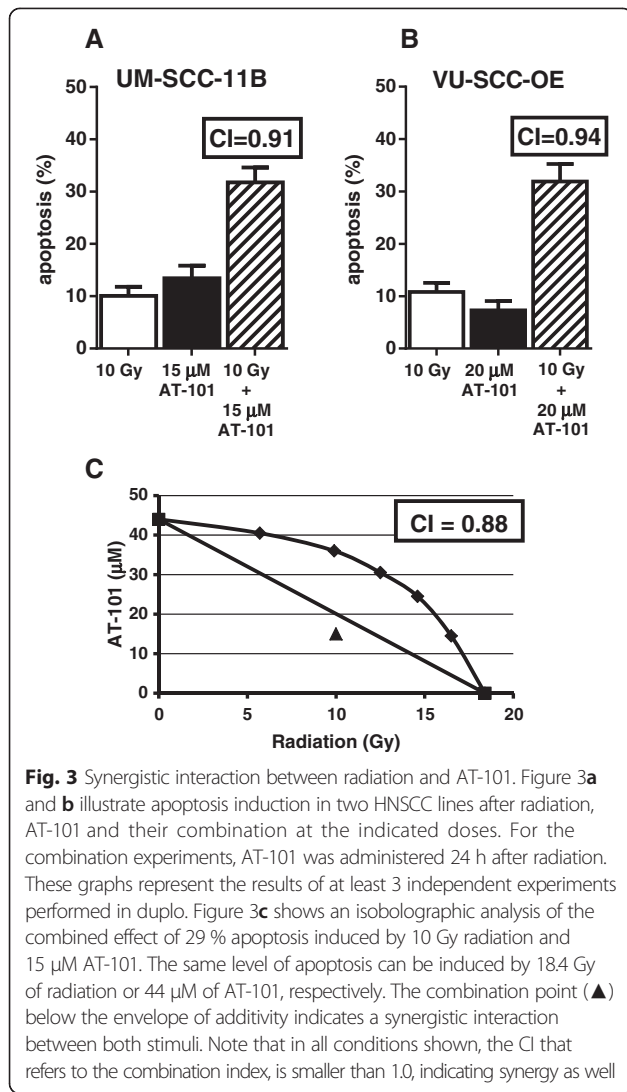 A
UM-SCC-11B
50
40
30
20
10
0
apoptosis (%)
CI=0.91
10 Gy
15 μM
AT-101
10 Gy
+
15 μM
AT-101
B
VU-SCC-OE
50
40
30
20
10
0
apoptosis (%)
CI=0.94
10 Gy
20 μM
AT-101
10 Gy
+
20 μM
AT-101
C
50
40
30
20
10
0
AT-101 (μM)
CI = 0.88
0 5 10 15 20
Radiation (Gy)
Fig. 3 Synergistic interaction between radiation and AT-101. Figure 3a
and b illustrate apoptosis induction in two HNSCC lines after radiation,
AT-101 and their combination at the indicated doses. For the
combination experiments, AT-101 was administered 24 h after radiation.
These graphs represent the results of at least 3 independent experiments
performed in duplo. Figure 3c shows an isobolographic analysis of the
combined effect of 29 % apoptosis induced by 10 Gy radiation and
15 μM AT-101. The same level of apoptosis can be induced by 18.4 Gy
of radiation or 44 μM of AT-101, respectively. The combination point (▲)
below the envelope of additivity indicates a synergistic interaction
between both stimuli. Note that in all conditions shown, the CI that
refers to the combination index, is smaller than 1.0, indicating synergy as well